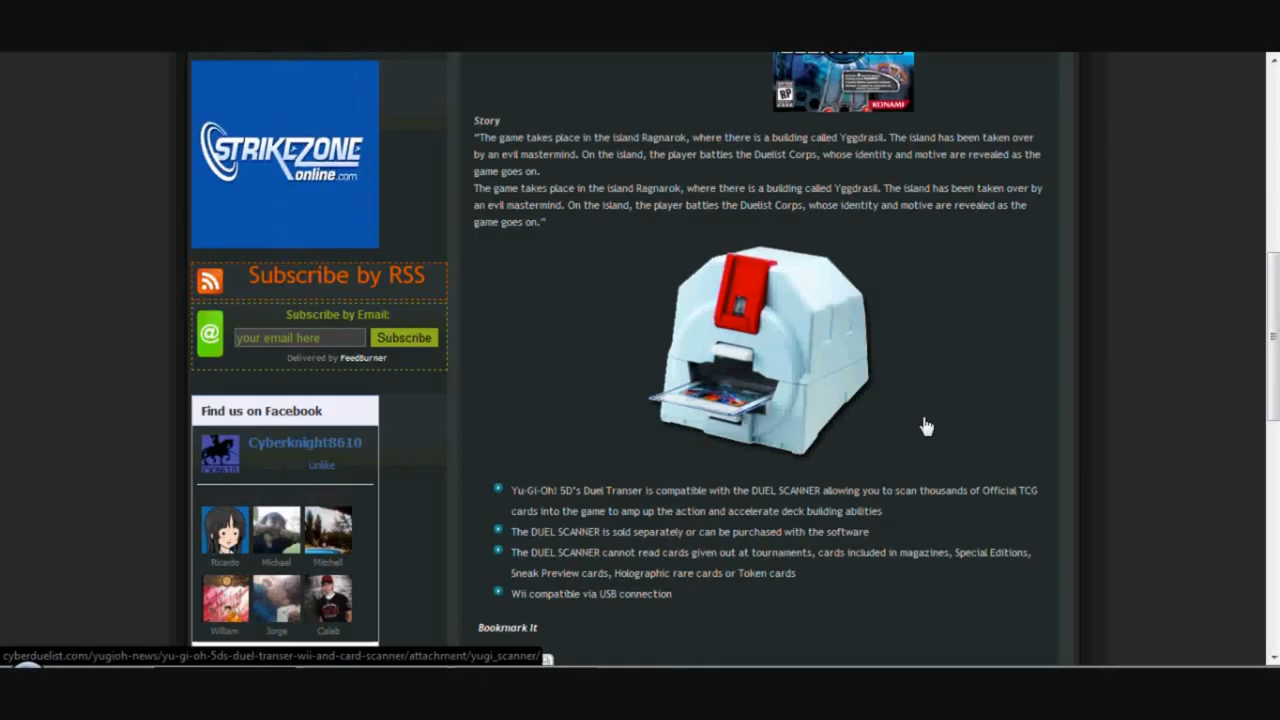 RP
KONAMI
STRIKEZONE
online.com
Subscribe by RSS
@
Subscribe by Email:
your email here
Subscribe
Delivered by FeedBurner
Find us on Facebook
Cyberknight8610
Unlike
Ricardo Michael Mitchell
William Jorge Caleb
Story
"The game takes place in the island Ragnarok, where there is a building called Yggdrasil. The island has been taken over
by an evil mastermind. On the island, the player battles the Duelist Corps, whose identity and motive are revealed as the
game goes on.
The game takes place in the island Ragnarok, where there is a building called Yggdrasil. The island has been taken over by
an evil mastermind. On the island, the player battles the Duelist Corps, whose identity and motive are revealed as the
game goes on."
Yu-Gi-Oh! 5D's Duel Transer is compatible with the DUEL SCANNER allowing you to scan thousands of Official TCG
cards into the game to amp up the action and accelerate deck building abilities
The DUEL SCANNER is sold separately or can be purchased with the software
The DUEL SCANNER cannot read cards given out at tournaments, cards included in magazines, Special Editions,
Sneak Preview cards, Holographic rare cards or Token cards
Wii compatible via USB connection
Bookmark It
cyberduelist.com/yugioh-news/yu-gi-oh-5ds-duel-transer-wii-and-card-scanner/attachment/yugi_scanner/